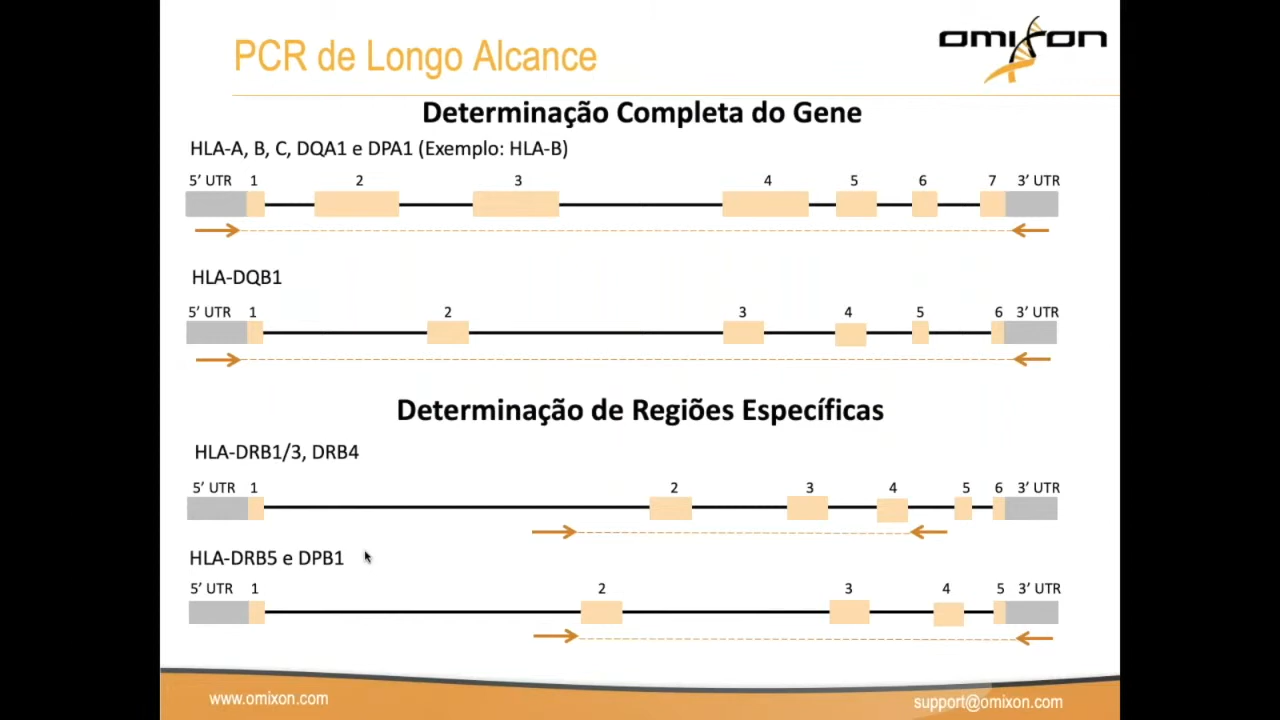 PCR de Longo Alcance
omixon
Determinação Completa do Gene
HLA-A, B, C, DQA1 e DPA1 (Exemplo: HLA-B)
5’ UTR 1 2 3 4 5 6 7 3’ UTR
HLA-DQB1
5’ UTR 1 2 3 4 5 6 3’ UTR
Determinação de Regiões Específicas
HLA-DRB1/3, DRB4
5’ UTR 1 2 3 4 5 6 3’ UTR
HLA-DRB5 e DPB1
5’ UTR 1 2 3 4 5 3’ UTR
www.omixon.com
support@omixon.com